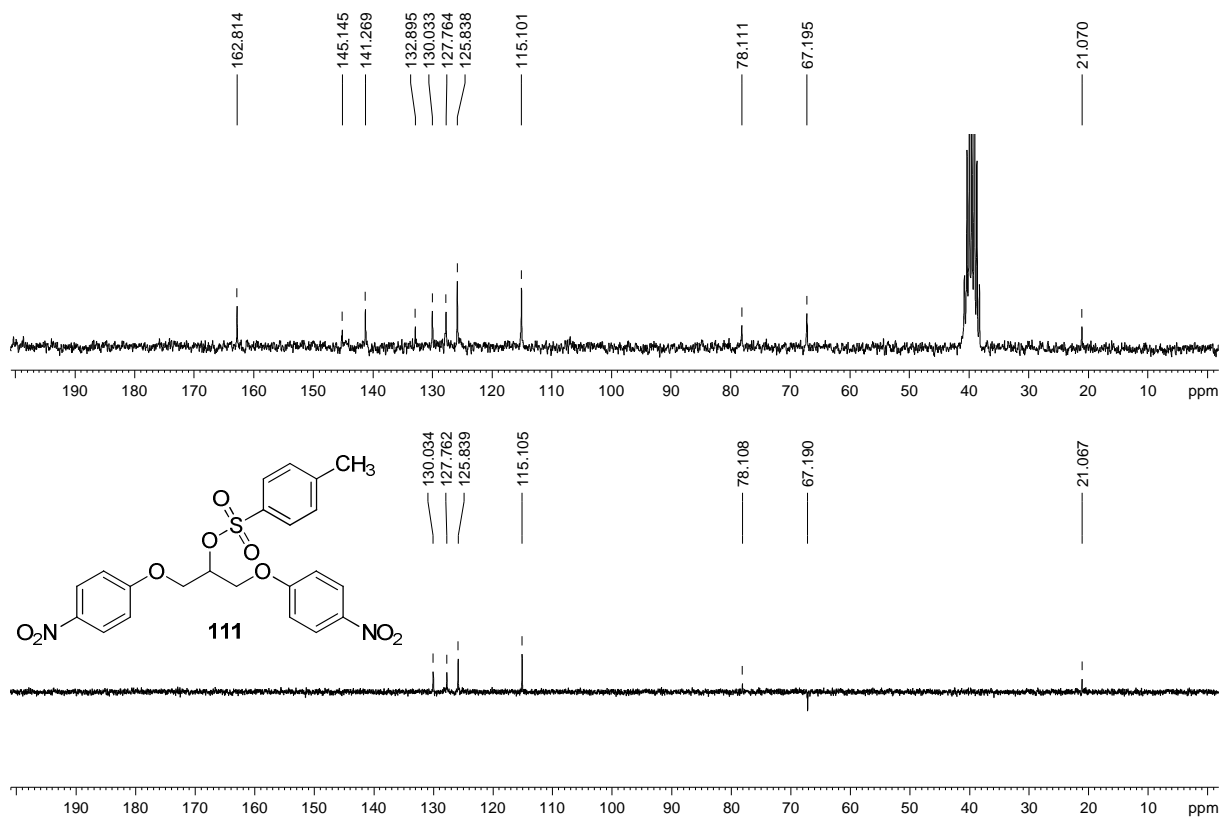 162.814 145.145 141.269 132.895 130.033 127.764 125.838 115.101 78.111 67.195 21.070
190 180 170 160 150 140 130 120 110 100 90 80 70 60 50 40 30 20 10 ppm
130.034 127.762 125.839 115.105 78.108 67.190 21.067
CH₃
O
O S
O
O O
O₂N 111 NO₂
190 180 170 160 150 140 130 120 110 100 90 80 70 60 50 40 30 20 10 ppm